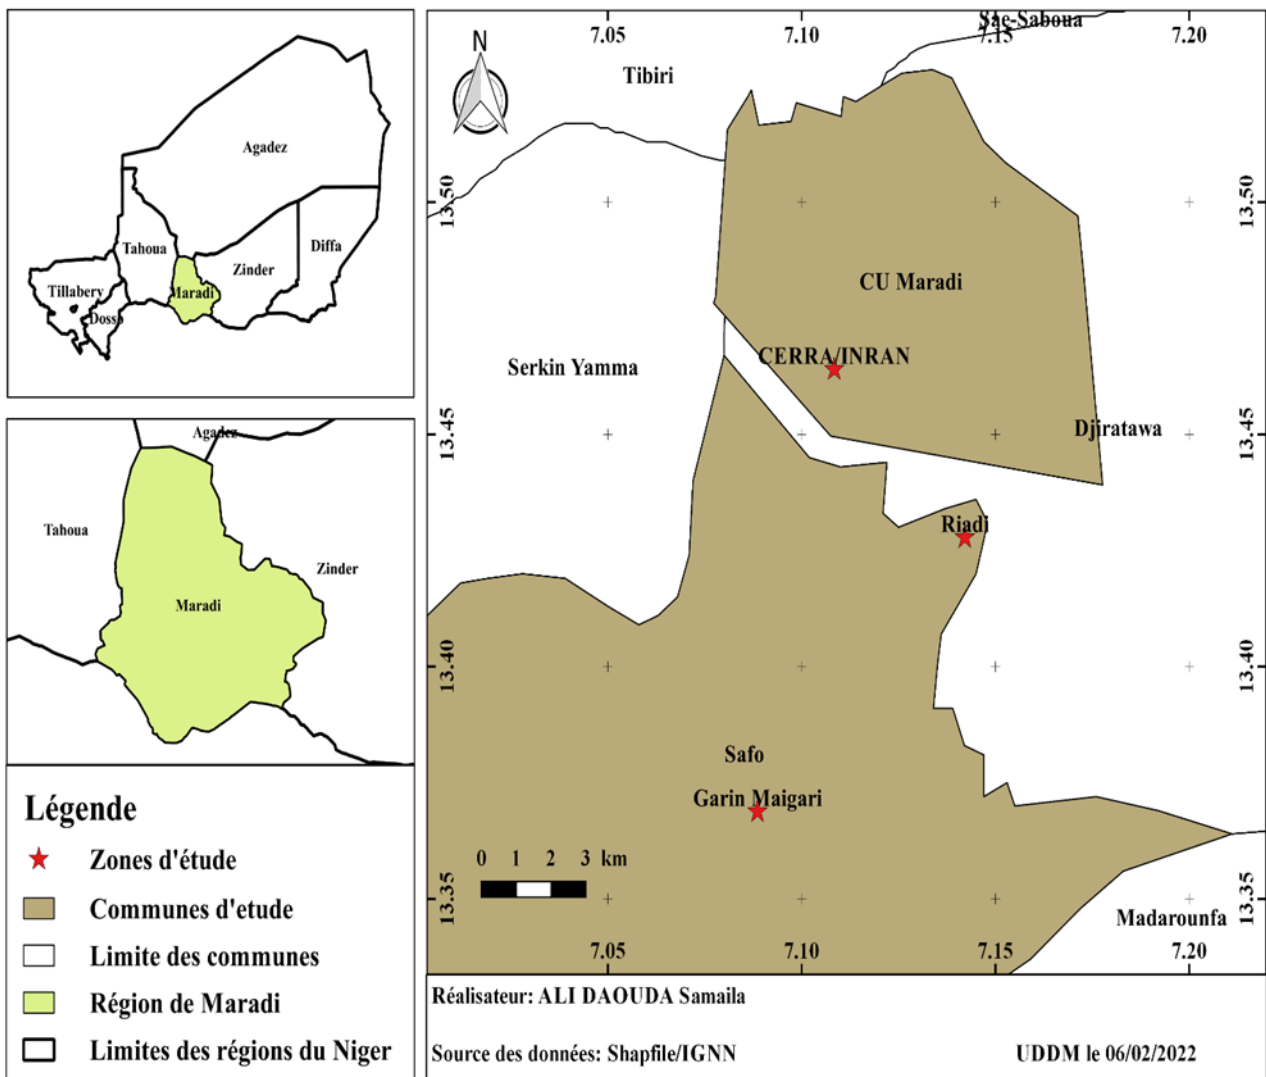 Agadez
Tahoua
Diffa
Zinder
Tillabery
Maradi
Dosso
Agadez
Tahoua
Zinder
Maradi
Légende
Zones d'étude
Communes d'etude
Limite des communes
Région de Maradi
Limites des régions du Niger
N
Sae-Saboua
7.05
7.10
7.15
7.20
Tibiri
13.50
13.50
CU Maradi
CERRA/INRAN
Serkin Yamma
Djiratawa
13.45
13.45
Riadi
13.40
13.40
Safo
Garin Maigari
0 1 2 3 km
13.35
13.35
Madarounfa
7.05
7.10
7.15
7.20
Réalisateur: ALI DAOUDA Samaila
Source des données: Shapfile/IGNN
UDDM le 06/02/2022